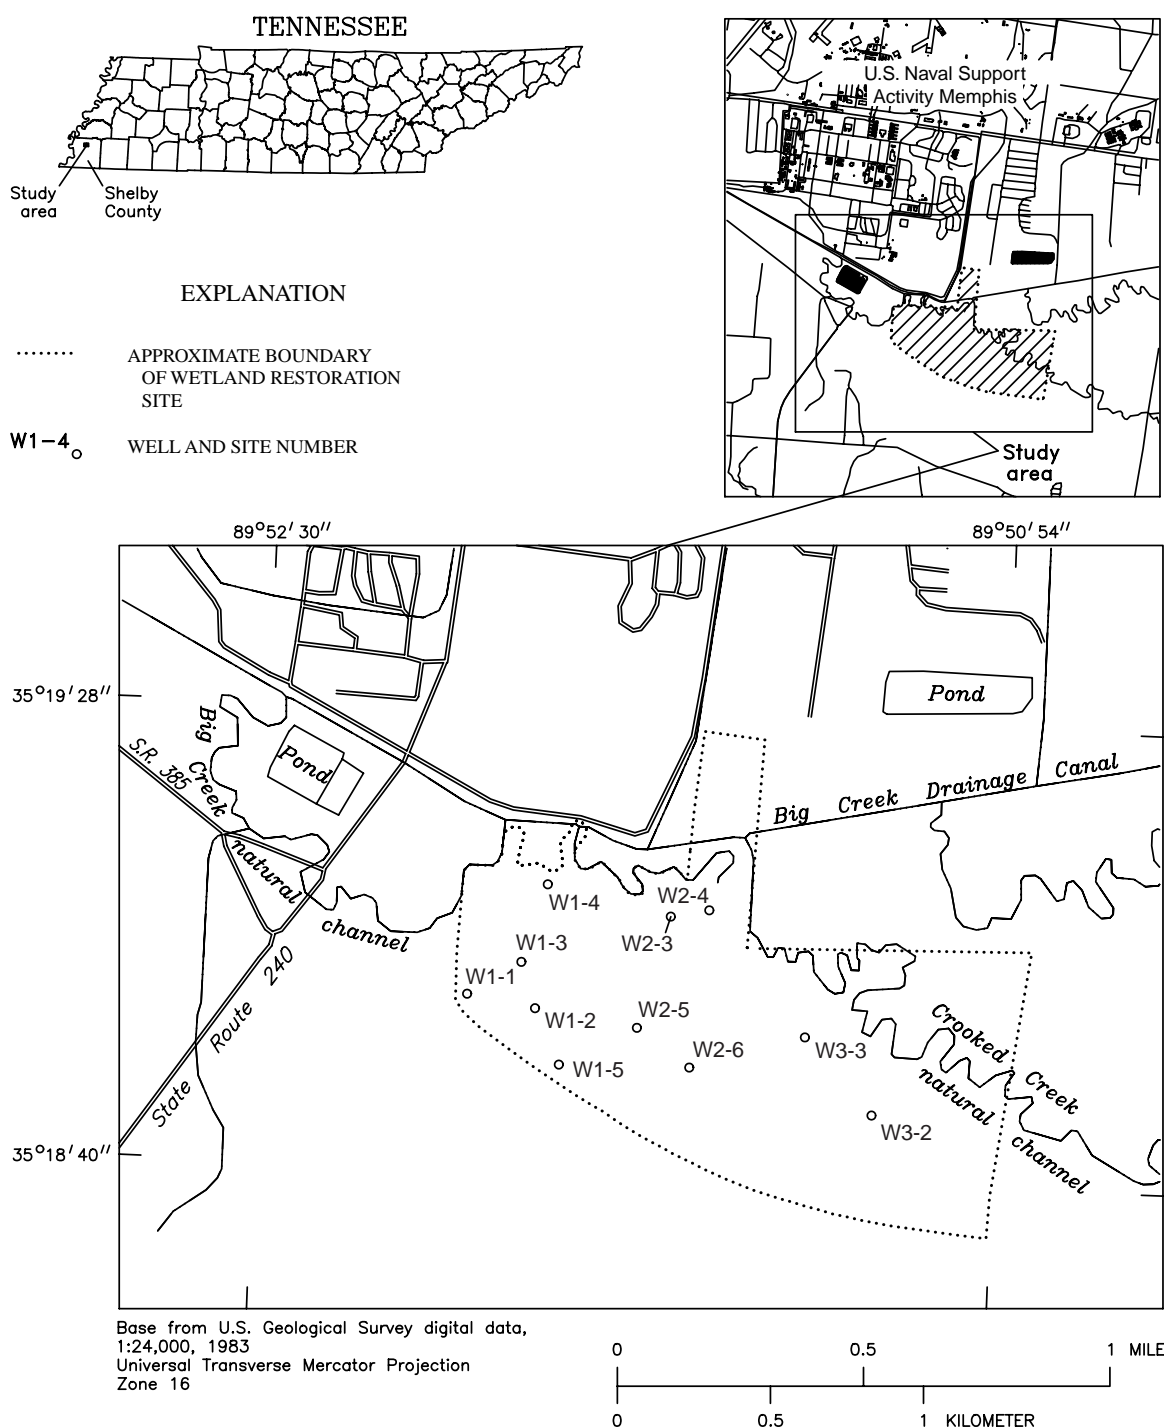 TENNESSEE
Study
area
Shelby
County
U.S. Naval Support
Activity Memphis
Study
area
EXPLANATION
APPROXIMATE BOUNDARY
OF WETLAND RESTORATION
SITE
W1-4
WELL AND SITE NUMBER
89°52'30"
89°50'54"
35°19'28"
35°18'40"
Big
Creek
natural
channel
S.R. 385
Pond
Pond
Big Creek Drainage Canal
W1-4
W2-4
W2-3
W1-3
W1-1
W1-2
W2-5
W1-5
W2-6
W3-3
W3-2
Crooked Creek
natural channel
State Route 240
Base from U.S. Geological Survey digital data,
1:24,000, 1983
Universal Transverse Mercator Projection
Zone 16
0 0.5 1 MILE
0 0.5 1 KILOMETER